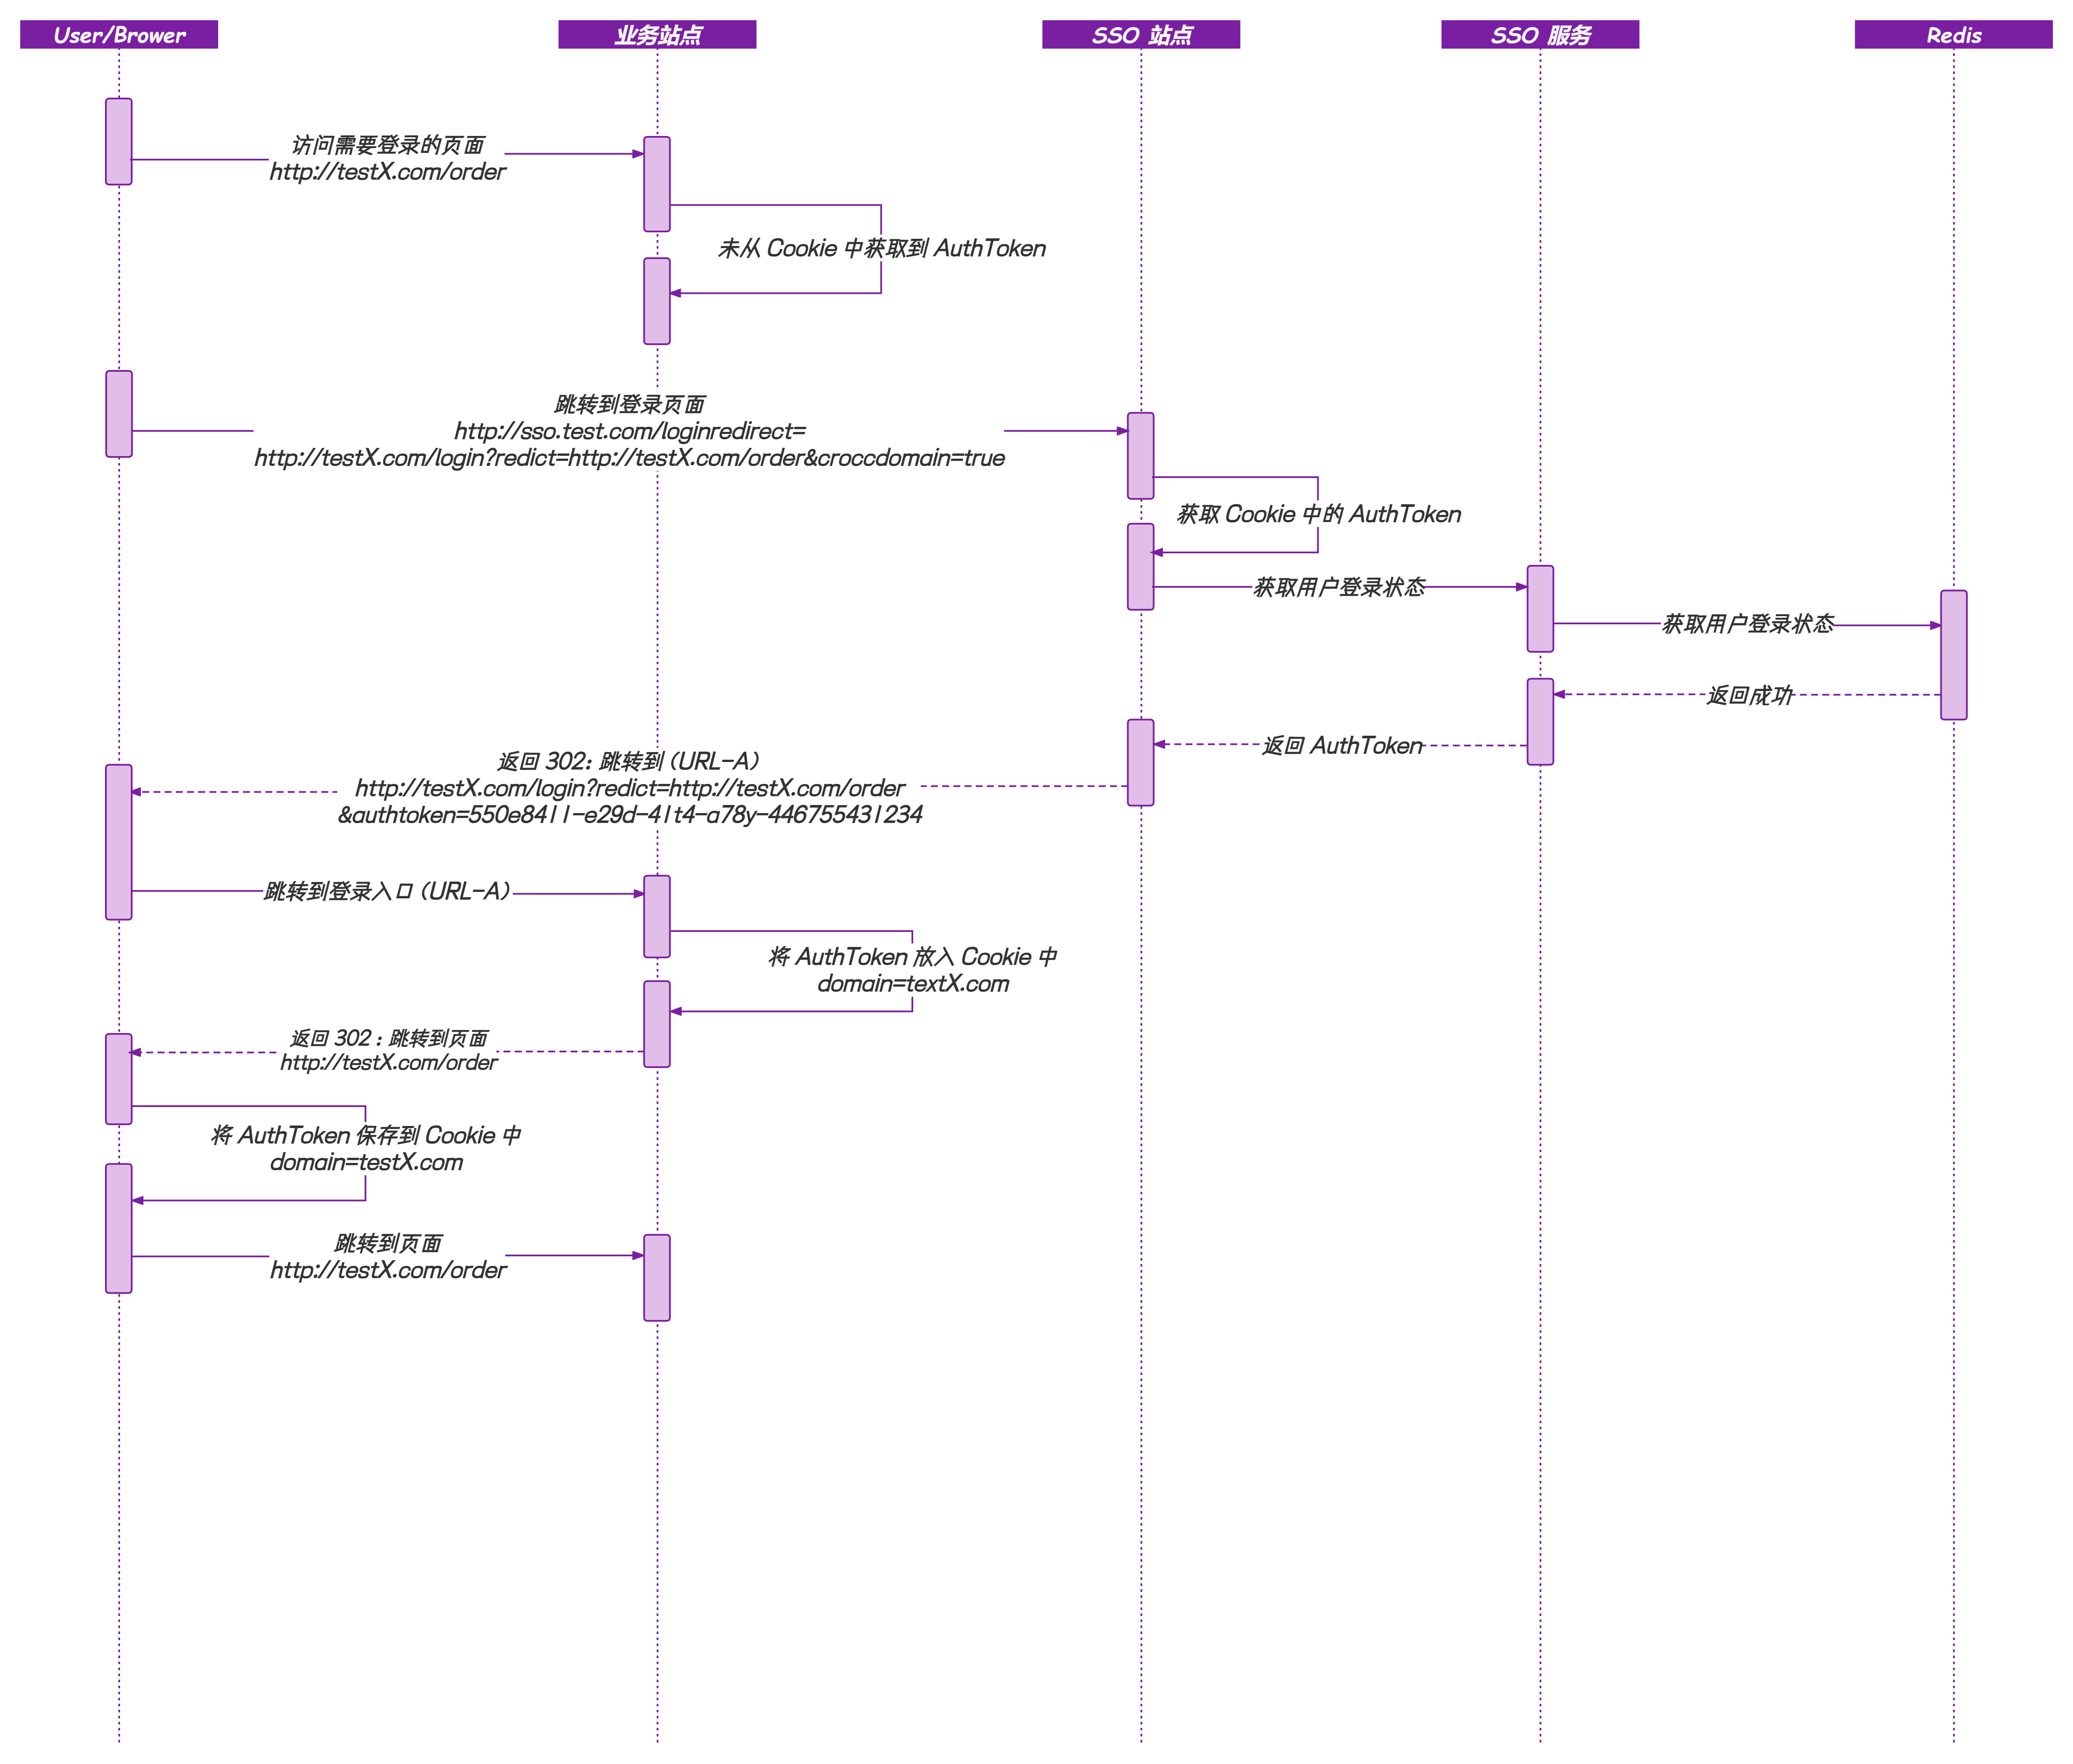 User/Brower
业务站点
SSO 站点
SSO 服务
Redis
访问需要登录的页面
http://testX.com/order
未从 Cookie 中获取到 AuthToken
跳转到登录页面
http://sso.test.com/loginredirect=
http://testX.com/login?redict=http://testX.com/order&croccdomain=true
获取 Cookie 中的 AuthToken
获取用户登录状态
获取用户登录状态
返回成功
返回 AuthToken
返回 302: 跳转到 (URL-A)
http://testX.com/login?redict=http://testX.com/order
&authtoken=550e8411-e29d-41t4-a78y-446755431234
跳转到登录入口 (URL-A)
将 AuthToken 放入 Cookie 中
domain=textX.com
返回 302 : 跳转到页面
http://testX.com/order
将 AuthToken 保存到 Cookie 中
domain=testX.com
跳转到页面
http://testX.com/order